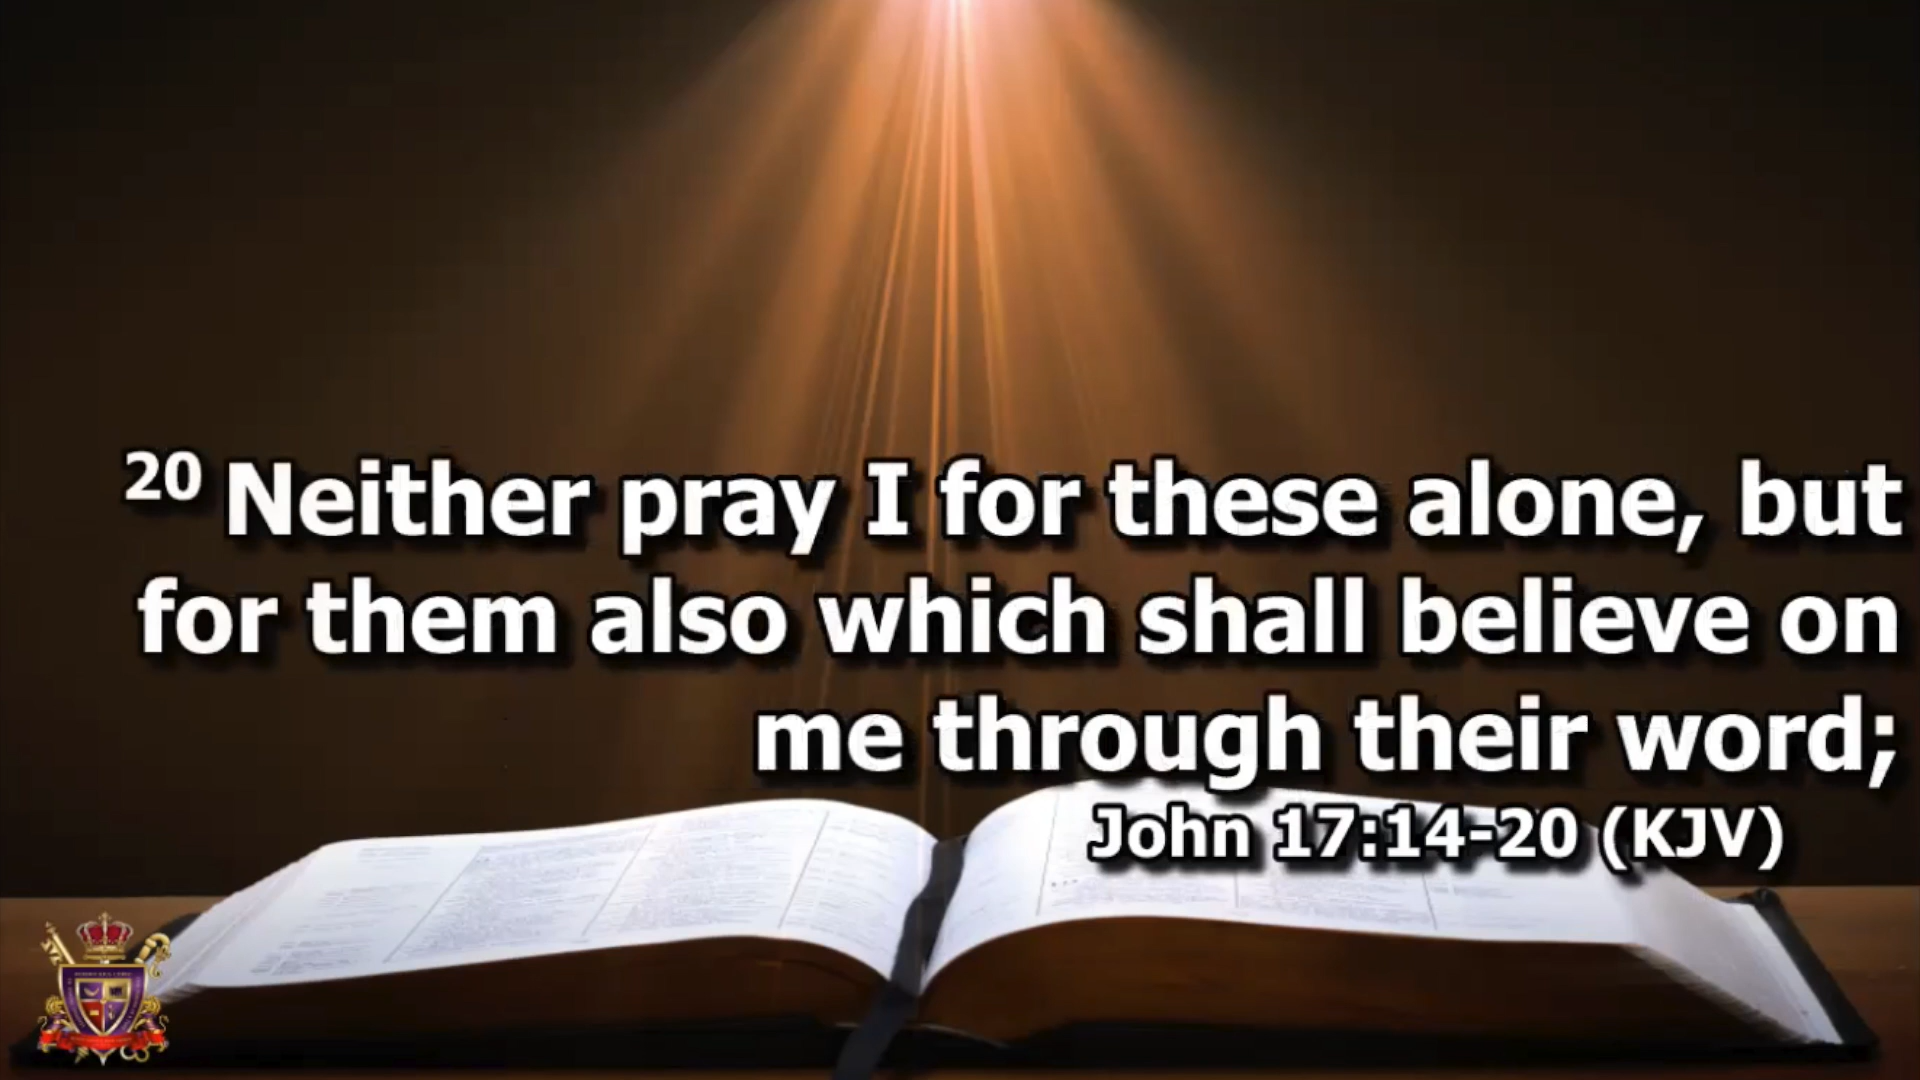 20 Neither pray I for these alone, but
for them also which shall believe on
me through their word;
John 17:14-20 (KJV)